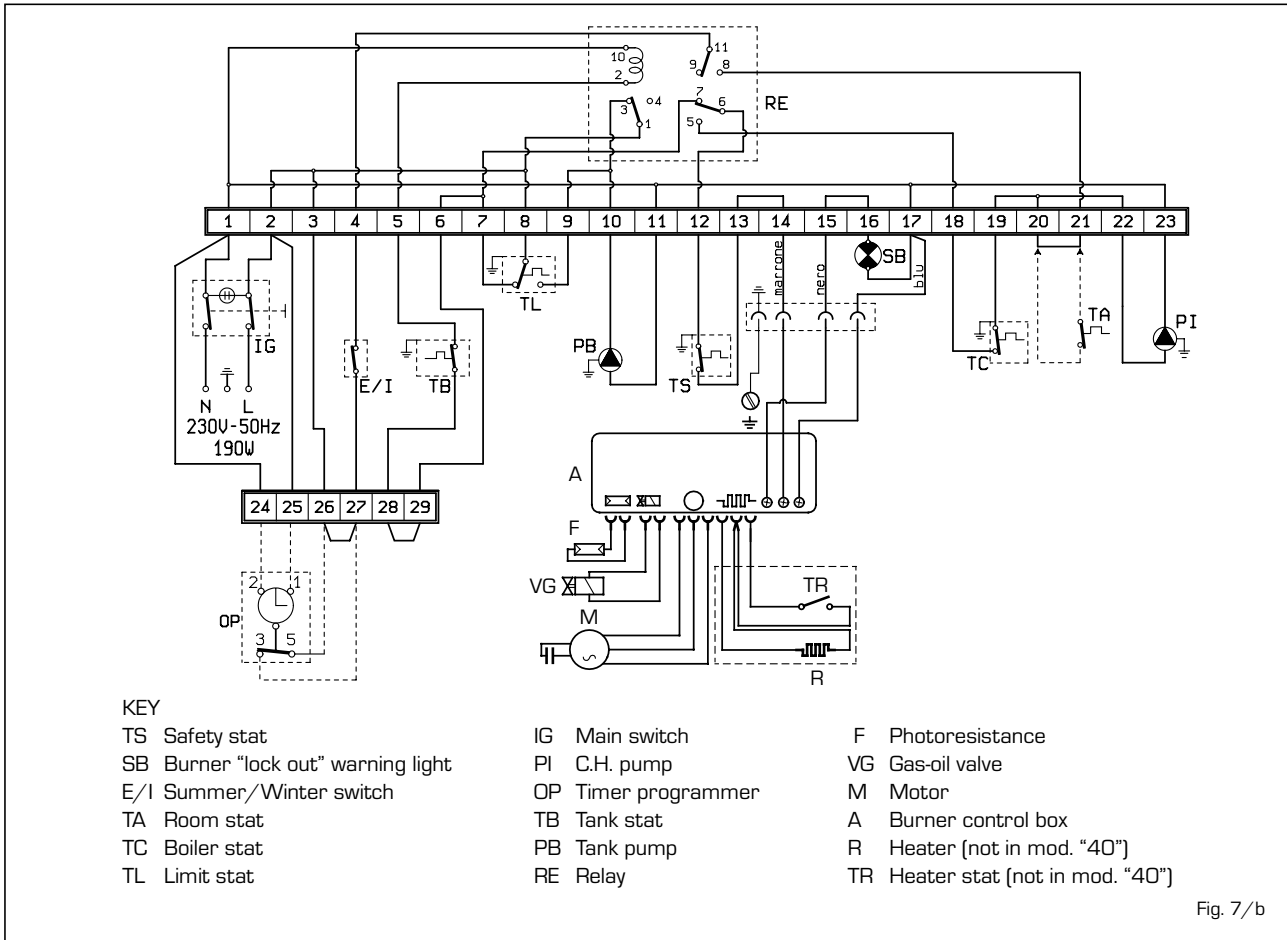 10
2
3
4
1
11
9
8
7
6
5
RE
1 2 3 4 5 6 7 8 9 10 11 12 13 14 15 16 17 18 19 20 21 22 23
IG
N L
230V-50Hz
190W
E/I
TB
TL
PB
TS
marrone
nero
SB
blu
TC
TA
PI
24 25 26 27 28 29
2 1
OP
3 5
A
F
VG
M
TR
R
KEY
TS Safety stat
SB Burner “lock out” warning light
E/I Summer/Winter switch
TA Room stat
TC Boiler stat
TL Limit stat
IG Main switch
PI C.H. pump
OP Timer programmer
TB Tank stat
PB Tank pump
RE Relay
F Photoresistance
VG Gas-oil valve
M Motor
A Burner control box
R Heater (not in mod. “40”)
TR Heater stat (not in mod. “40”)
Fig. 7/b